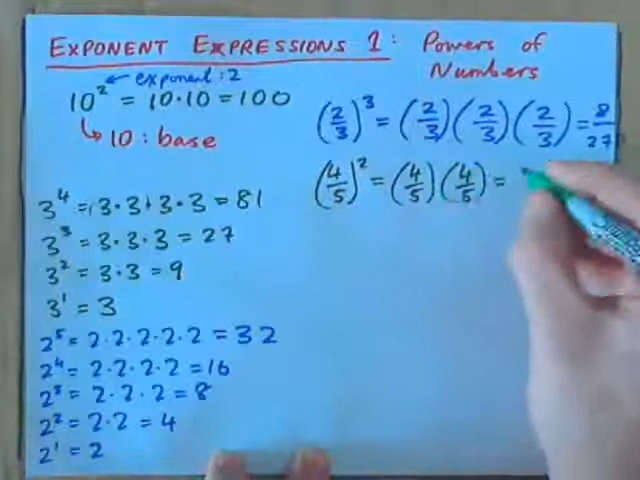 EXPONENT EXPRESSIONS 1: Powers of
Numbers
← exponent: 2
10² = 10·10 = 100
↳ 10: base
3⁴ = 3·3·3·3 = 81
3³ = 3·3·3 = 27
3² = 3·3 = 9
3¹ = 3
2⁵ = 2·2·2·2·2 = 32
2⁴ = 2·2·2·2 = 16
2³ = 2·2·2 = 8
2² = 2·2 = 4
2¹ = 2
(2/3)³ = (2/3)(2/3)(2/3) = 8/27
(4/5)² = (4/5)(4/5) =